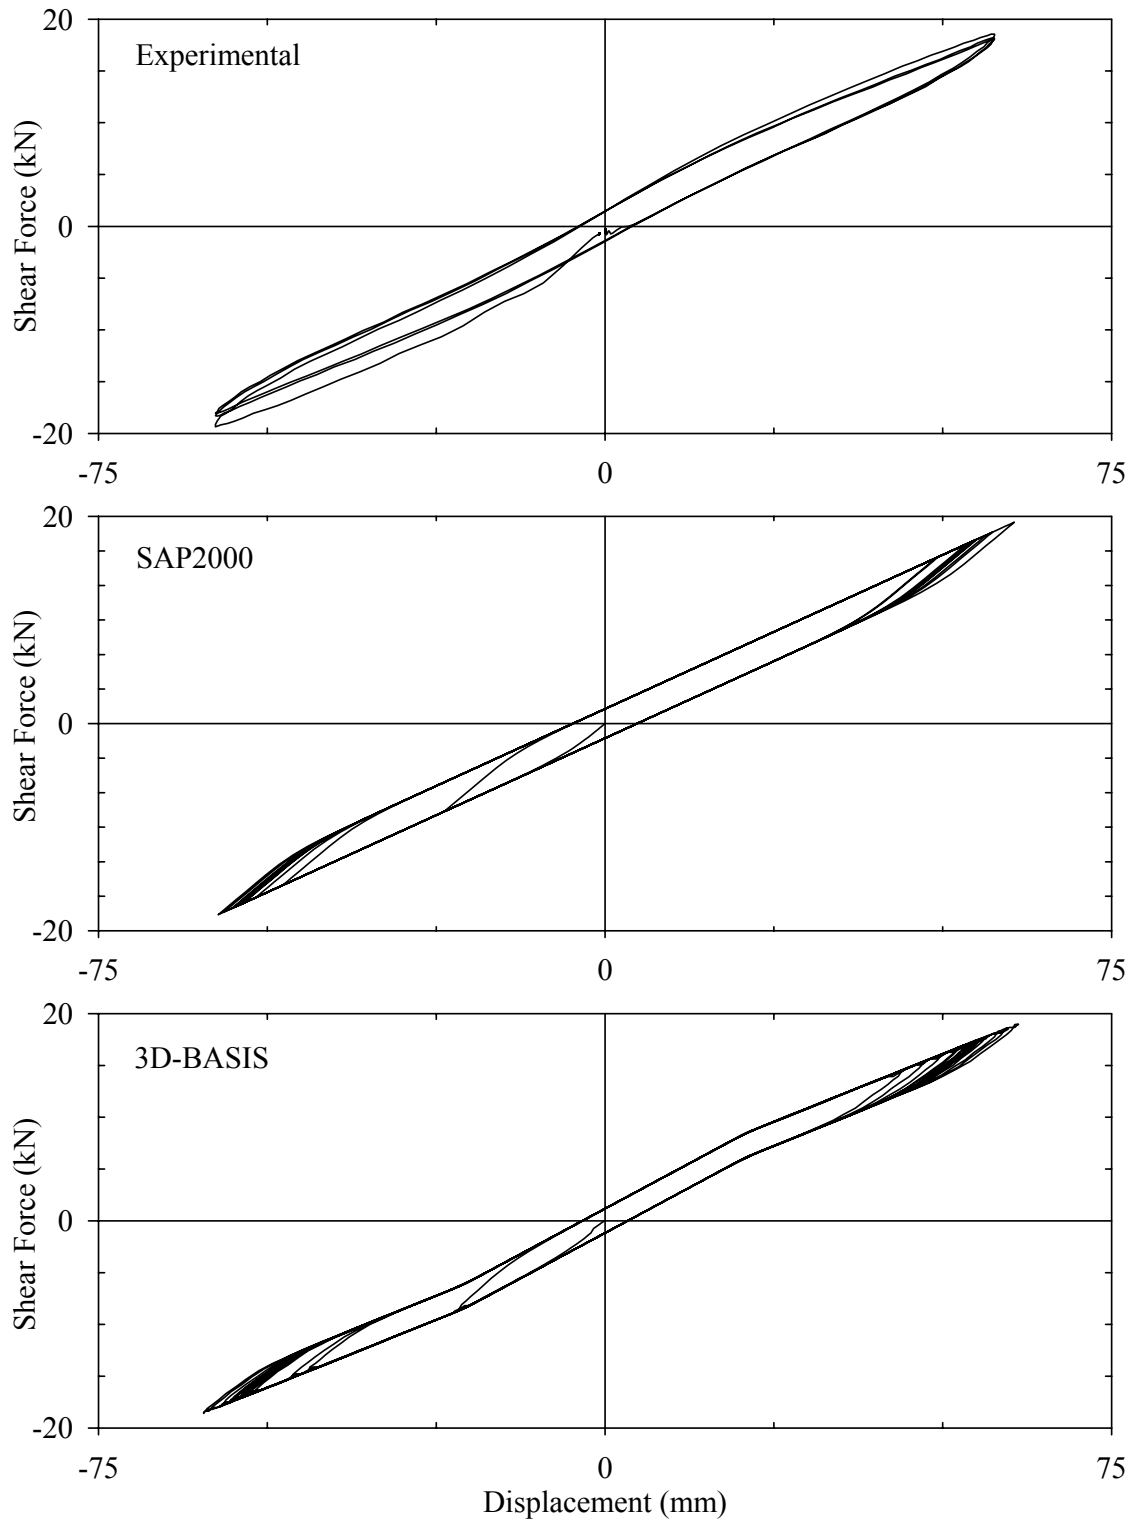 20
Experimental
Shear Force (kN)
0
-20
-75 0 75
20
SAP2000
Shear Force (kN)
0
-20
-75 0 75
20
3D-BASIS
Shear Force (kN)
0
-20
-75 0 75
Displacement (mm)